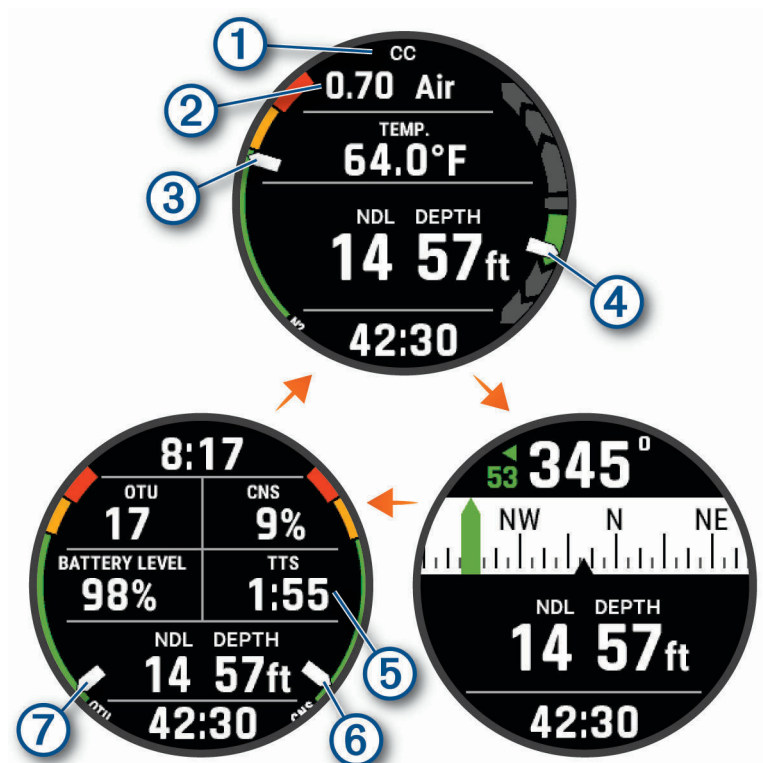 1
CC
2
0.70 Air
TEMP.
3
64.0°F
NDL DEPTH
14 57ft
4
N2
42:30
8:17
OTU CNS
17 9%
BATTERY LEVEL TTS
98% 1:55
5
NDL DEPTH
14 57ft
7
OTU
CNS
6
42:30
53 345°
NW N NE
NDL DEPTH
14 57ft
42:30